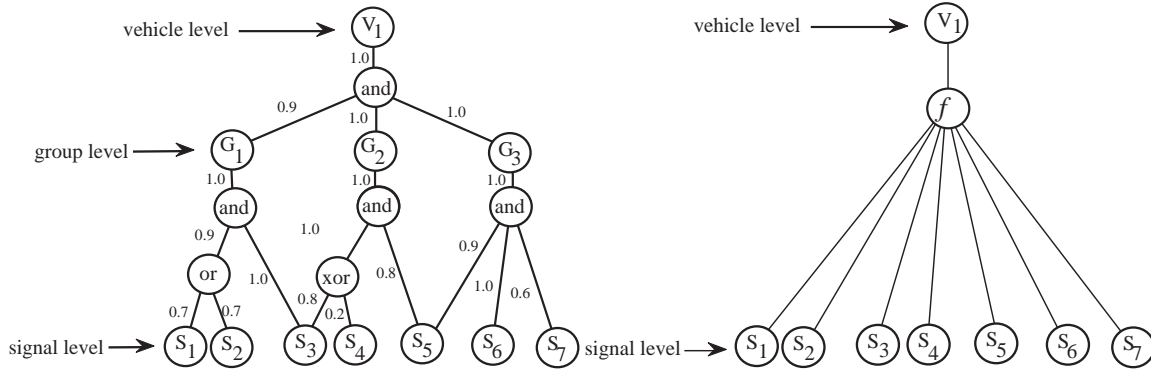 vehicle level V1 vehicle level V1
1.0
and
0.9 1.0 1.0
f
group level G1 G2 G3
1.0 1.0 1.0
and and and
0.9 1.0 0.9
or xor
1.0 0.8 1.0 0.6
0.7 0.7 0.8 0.2
signal level S1 S2 S3 S4 S5 S6 S7 signal level S1 S2 S3 S4 S5 S6 S7